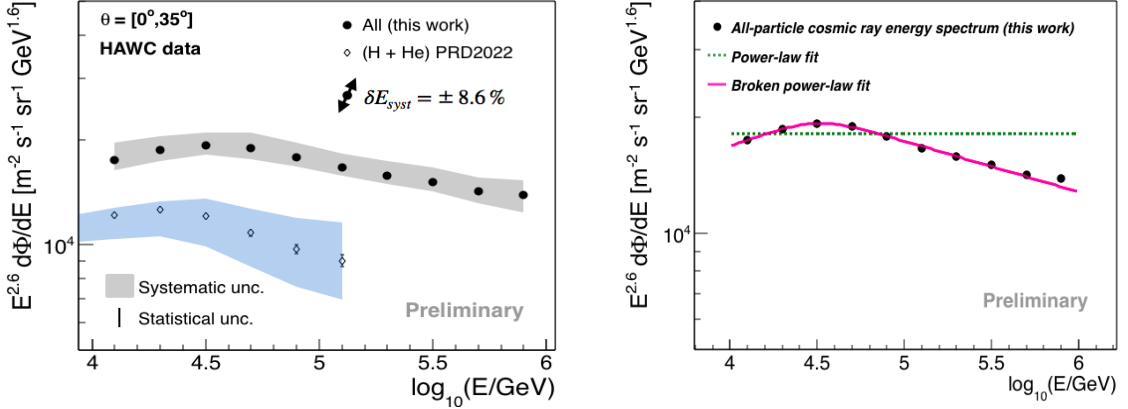 θ = [0°,35°]
HAWC data
All (this work)
(H + He) PRD2022
δE_syst = ± 8.6 %
E^2.6 dΦ/dE [m^-2 s^-1 sr^-1 GeV^1.6]
10^4
Systematic unc.
Statistical unc.
Preliminary
4 4.5 5 5.5 6
log_10(E/GeV)
All-particle cosmic ray energy spectrum (this work)
Power-law fit
Broken power-law fit
E^2.6 dΦ/dE [m^-2 s^-1 sr^-1 GeV^1.6]
10^4
Preliminary
4 4.5 5 5.5 6
log_10(E/GeV)